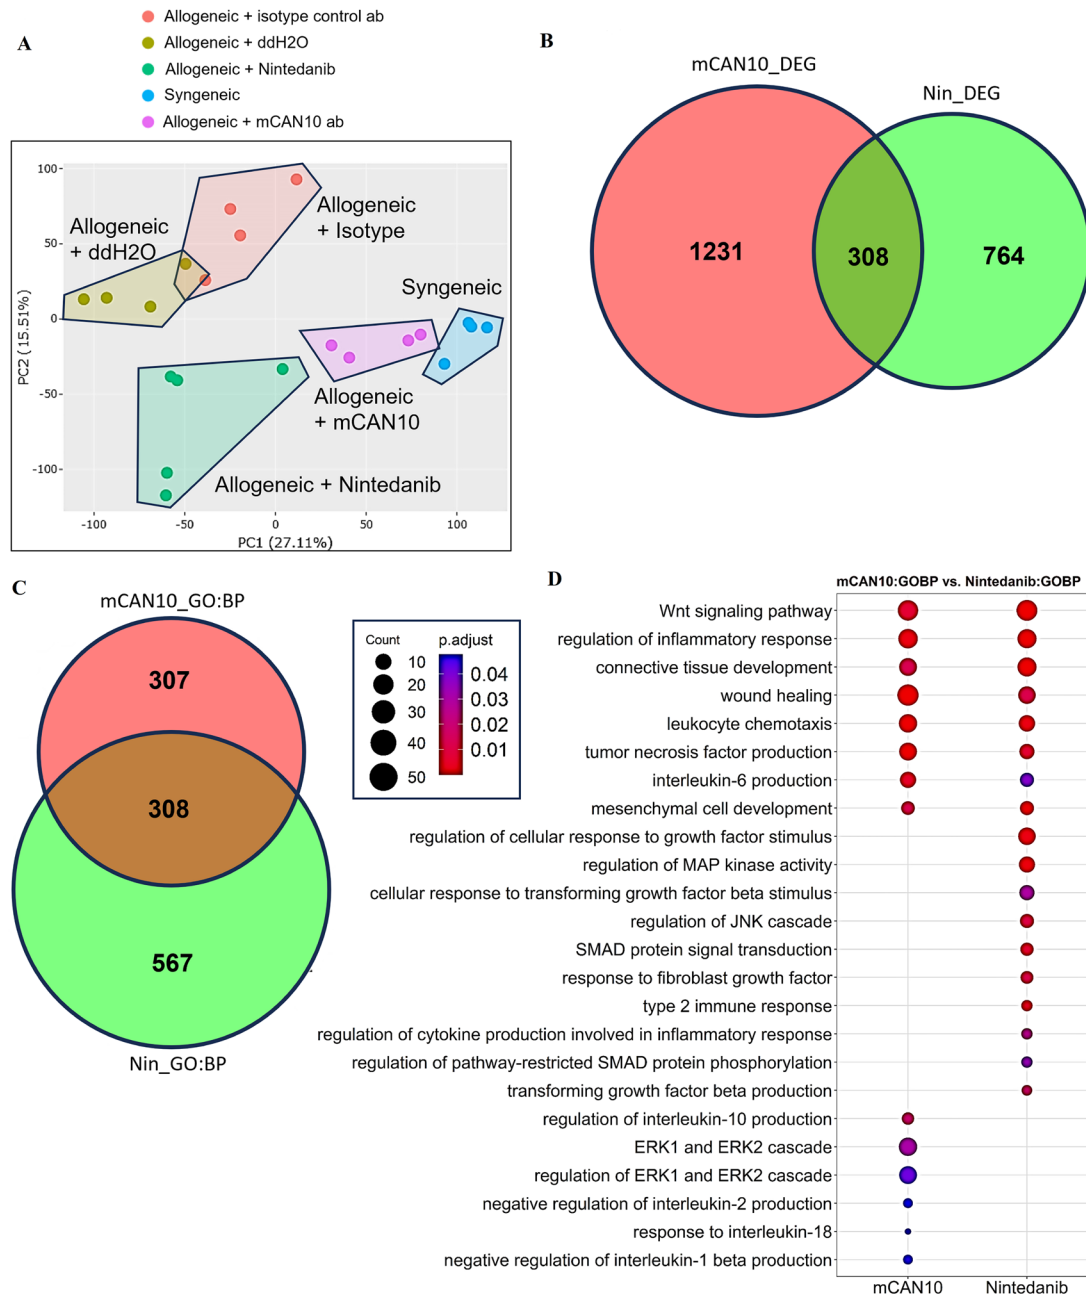 A
Allogeneic + isotype control ab
Allogeneic + ddH2O
Allogeneic + Nintedanib
Syngeneic
Allogeneic + mCAN10 ab
100
50
0
-50
-100
PC2 (15.51%)
Allogeneic
+ ddH2O
Allogeneic
+ Isotype
Syngeneic
Allogeneic
+ mCAN10
Allogeneic + Nintedanib
-100
-50
0
50
100
PC1 (27.11%)
B
mCAN10_DEG
Nin_DEG
1231
308
764
C
mCAN10_GO:BP
307
308
567
Nin_GO:BP
Count
10
20
30
40
50
p.adjust
0.04
0.03
0.02
0.01
D
mCAN10:GOBP vs. Nintedanib:GOBP
Wnt signaling pathway
regulation of inflammatory response
connective tissue development
wound healing
leukocyte chemotaxis
tumor necrosis factor production
interleukin-6 production
mesenchymal cell development
regulation of cellular response to growth factor stimulus
regulation of MAP kinase activity
cellular response to transforming growth factor beta stimulus
regulation of JNK cascade
SMAD protein signal transduction
response to fibroblast growth factor
type 2 immune response
regulation of cytokine production involved in inflammatory response
regulation of pathway-restricted SMAD protein phosphorylation
transforming growth factor beta production
regulation of interleukin-10 production
ERK1 and ERK2 cascade
regulation of ERK1 and ERK2 cascade
negative regulation of interleukin-2 production
response to interleukin-18
negative regulation of interleukin-1 beta production
mCAN10
Nintedanib